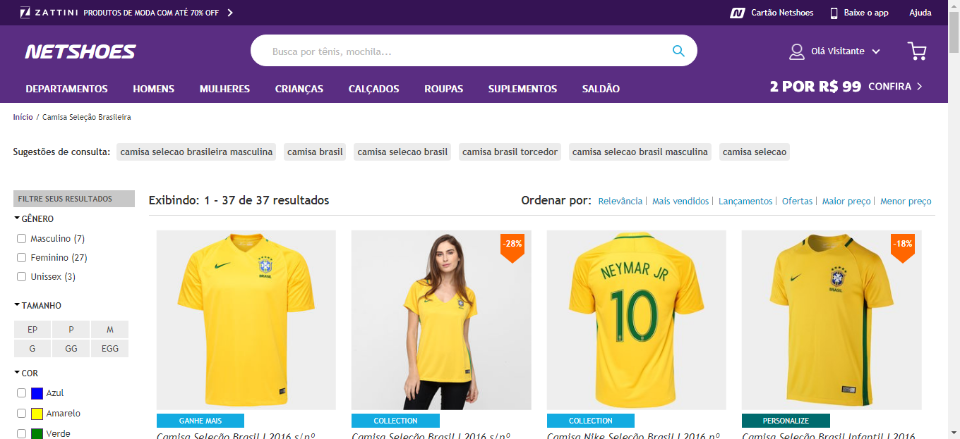 ZATTINI PRODUTOS DE MODA COM ATÉ 70% OFF
Cartão Netshoes Baixe o app Ajuda
NETSHOES
Busca por tênis, mochila...
Olá Visitante
DEPARTAMENTOS HOMENS MULHERES CRIANÇAS CALÇADOS ROUPAS SUPLEMENTOS SALDÃO
2 POR R$ 99 CONFIRA
Início / Camisa Seleção Brasileira
Sugestões de consulta: camisa selecao brasileira masculina camisa brasil camisa selecao brasil camisa brasil torcedor camisa selecao brasil masculina camisa selecao
FILTRE SEUS RESULTADOS
Exibindo: 1 - 37 de 37 resultados
Ordenar por: Relevância | Mais vendidos | Lançamentos | Ofertas | Maior preço | Menor preço
GÊNERO
Masculino (7)
Feminino (27)
Unissex (3)
TAMANHO
EP P M
G GG EGG
COR
Azul
Amarelo
Verde
BRASIL
-28%
NEYMAR JR
10
-18%
BRASIL
GANHE MAIS
COLLECTION
COLLECTION
PERSONALIZE
Camisa Seleção Brasil I 2016 s/nº
Camisa Seleção Brasil I 2016 s/nº
Camisa Nike Seleção Brasil I 2016 nº
Camisa Seleção Brasil Infantil I 2016